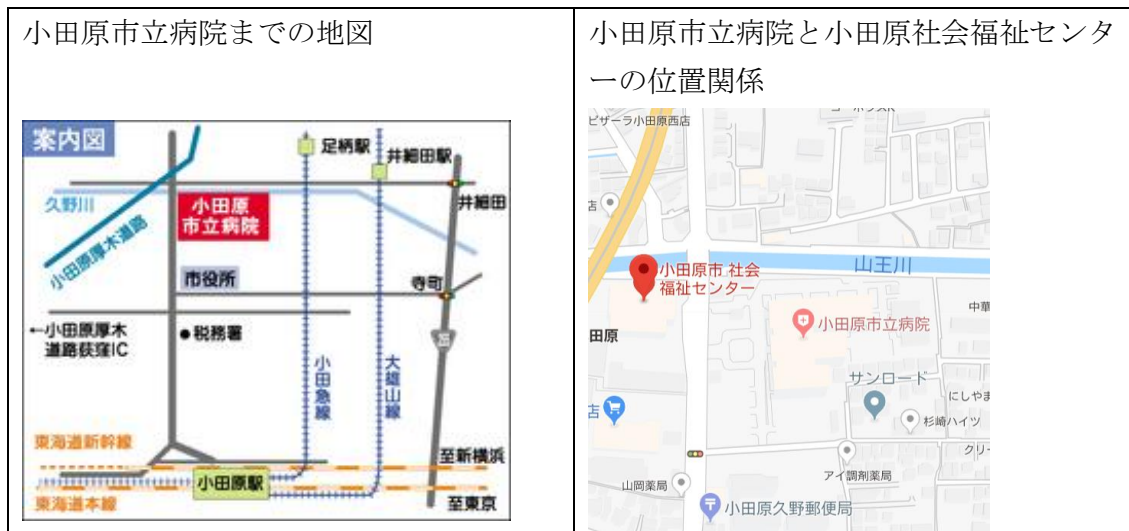 小田原市立病院までの地図
案内図
足柄駅
井細田駅
久野川
小田原
市立病院
井細田
小田原厚木道路
市役所
寺町
←小田原厚木
道路荻窪IC
●税務署
小田急線
大雄山線
東海道新幹線
至新横浜
小田原駅
東海道本線
至東京
小田原市立病院と小田原社会福祉センタ
ーの位置関係
ピザーラ小田原西店
店
小田原市 社会
福祉センター
山王川
中華
小田原市立病院
田原
サンロード
にしやま
店
杉崎ハイツ
クリー
アイ調剤薬局
山岡薬局
小田原久野郵便局